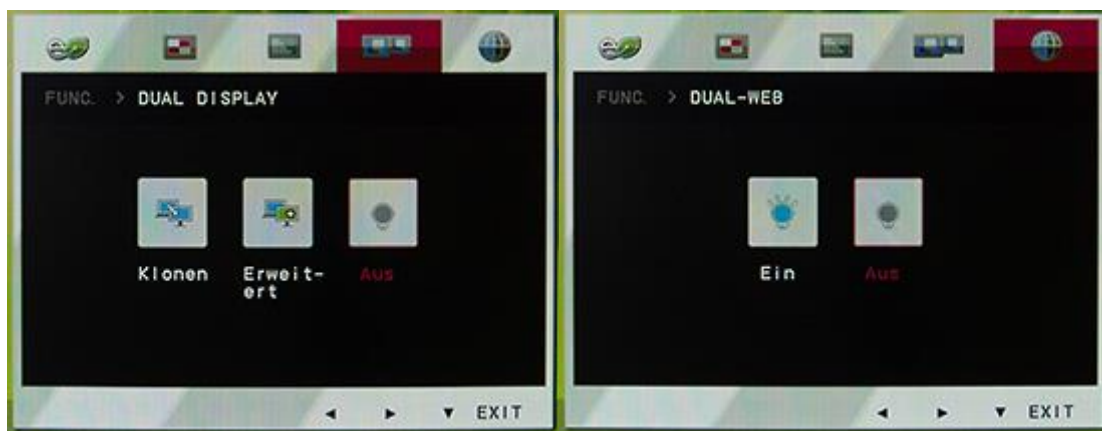 FUNC. > DUAL DISPLAY
Klonen
Erweit-
ert
Aus
EXIT
FUNC. > DUAL-WEB
Ein
Aus
EXIT